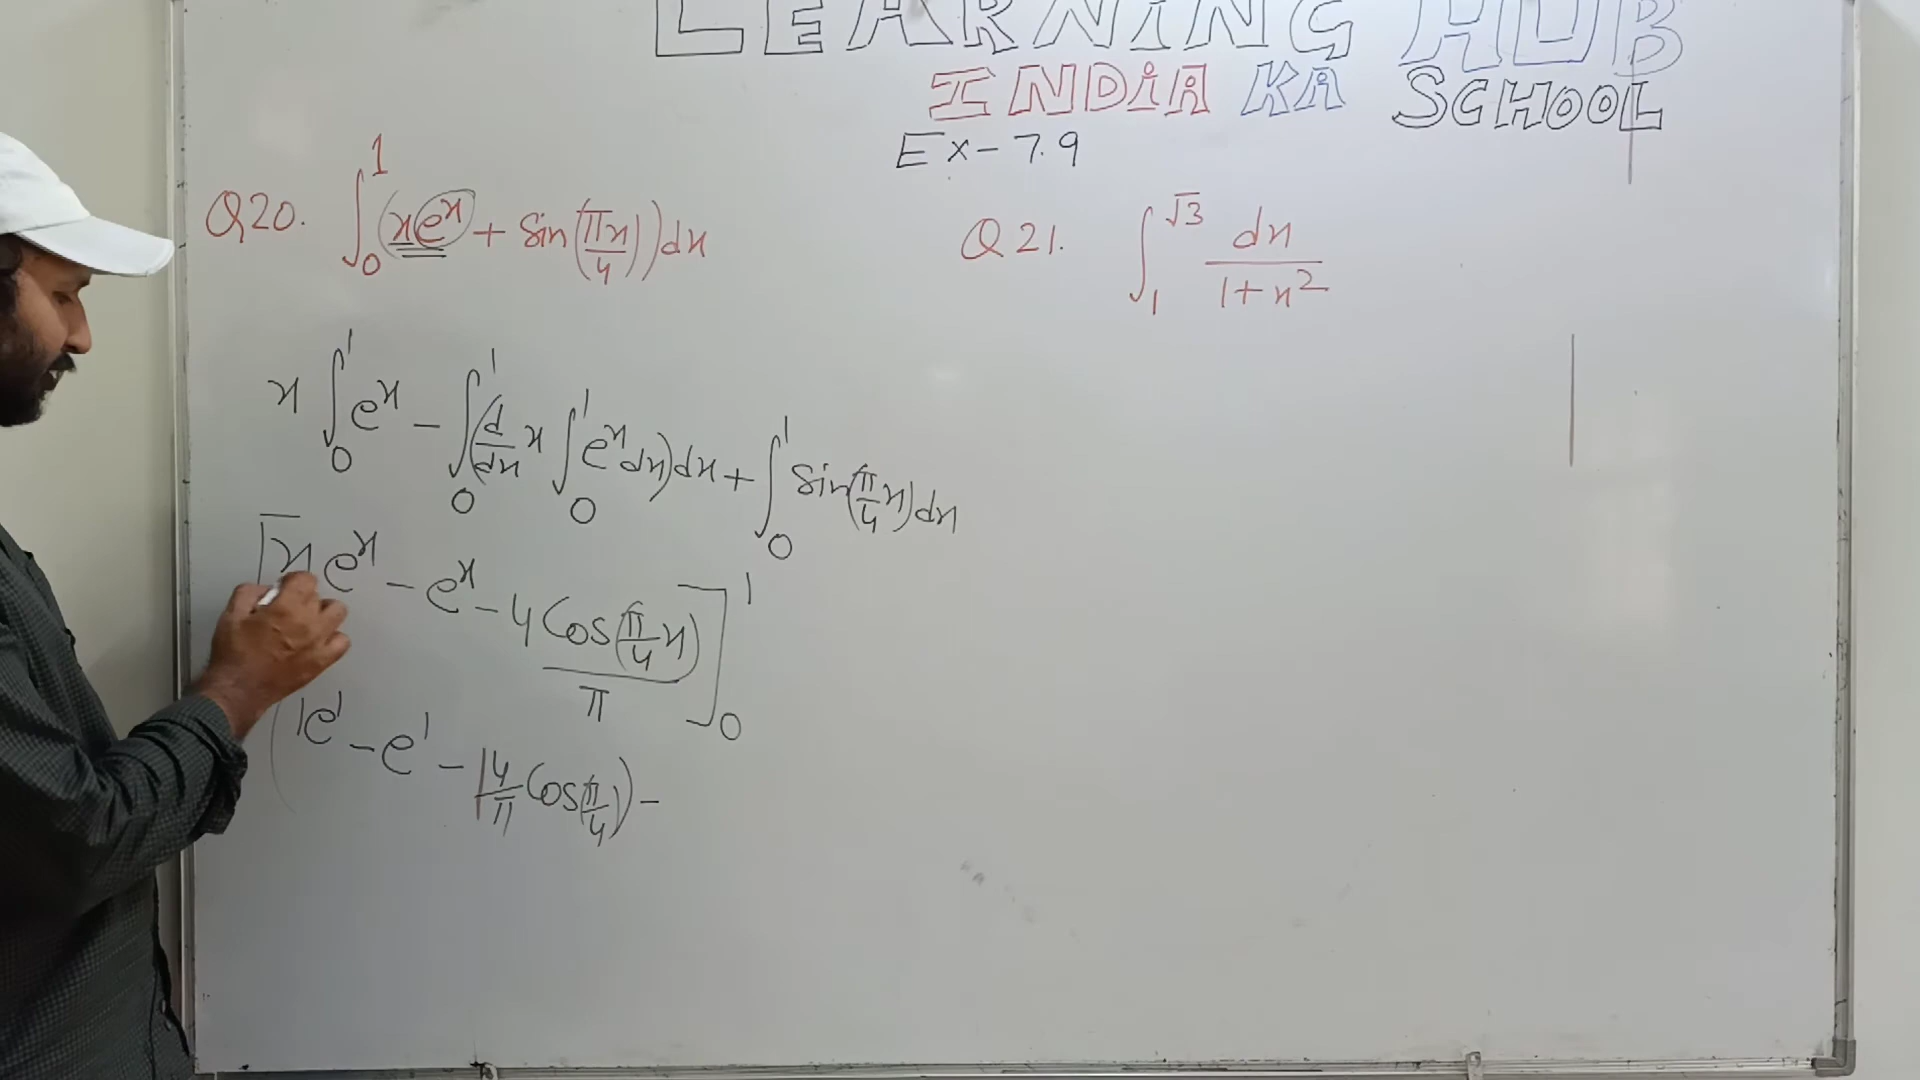 LEARNING HUB
INDIA KA SCHOOL
Ex-7.9
Q20. ∫₀¹ (xeˣ + sin(πx/4))dx
Q21. ∫₁^√3 dx/(1+x²)
x ∫₀¹ eˣ - ∫₀¹ (d/dx x ∫₀¹ eˣ dx)dx + ∫₀¹ Sin(π/4 x)dx
[x eˣ - eˣ - 4 Cos(π/4 x)/π]₀¹
(1e¹ - e¹ - 4/π Cos(π/4)) -